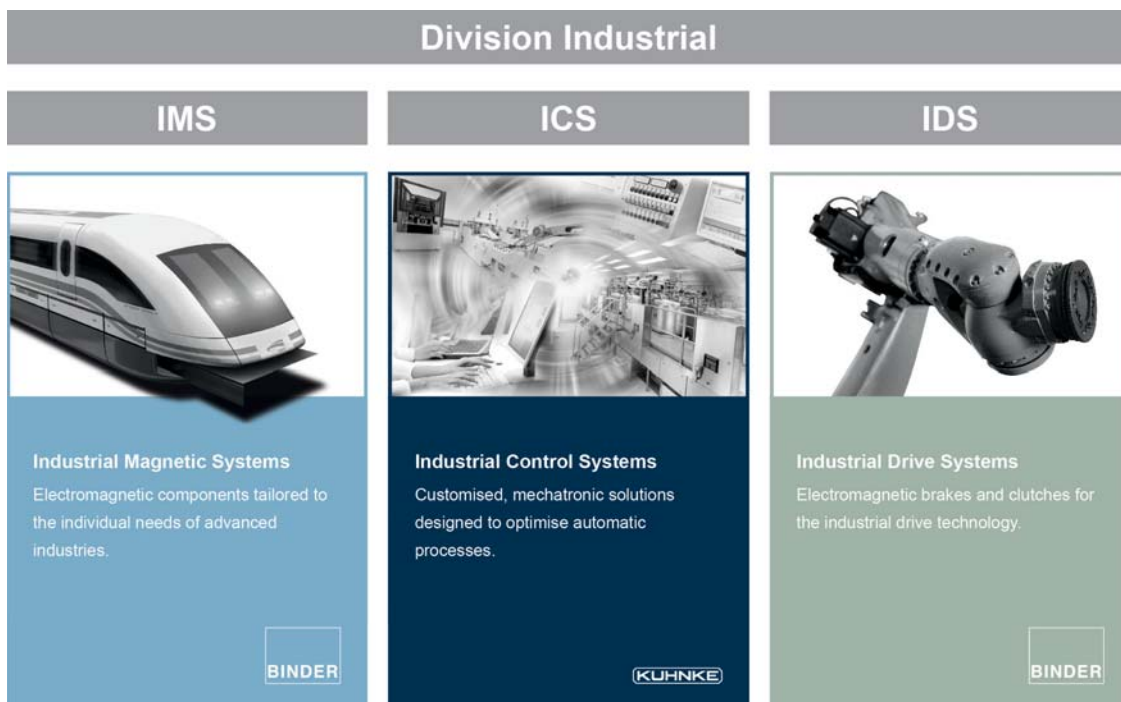 Division Industrial
IMS
ICS
IDS
Industrial Magnetic Systems
Electromagnetic components tailored to
the individual needs of advanced
industries.
BINDER
Industrial Control Systems
Customised, mechatronic solutions
designed to optimise automatic
processes.
KUHNKE
Industrial Drive Systems
Electromagnetic brakes and clutches for
the industrial drive technology.
BINDER